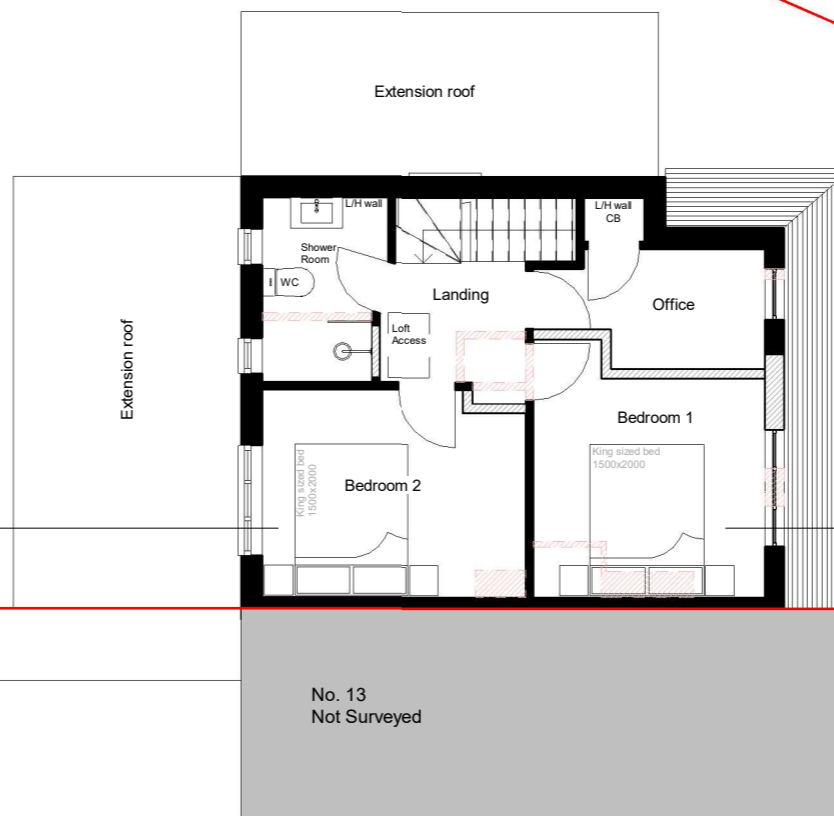 Extension roof
L/H wall
L/H wall
CB
Shower
Room
WC
Landing
Office
Loft
Access
Extension roof
Bedroom 1
King sized bed
1500x2000
King sized bed
1500x2000
Bedroom 2
No. 13
Not Surveyed